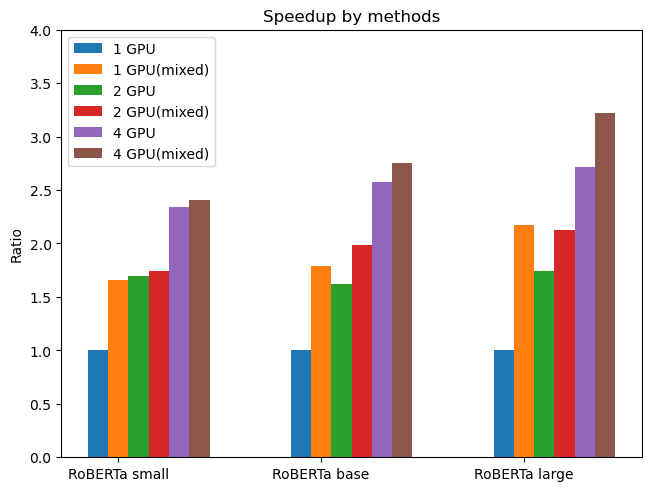 Speedup by methods
4.0
3.5
3.0
2.5
2.0
1.5
1.0
0.5
0.0
Ratio
1 GPU
1 GPU(mixed)
2 GPU
2 GPU(mixed)
4 GPU
4 GPU(mixed)
RoBERTa small
RoBERTa base
RoBERTa large